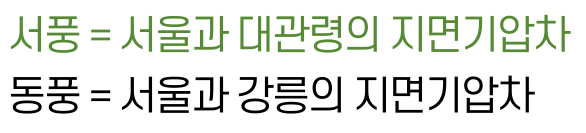 서풍 = 서울과 대관령의 지면기압차
동풍 = 서울과 강릉의 지면기압차